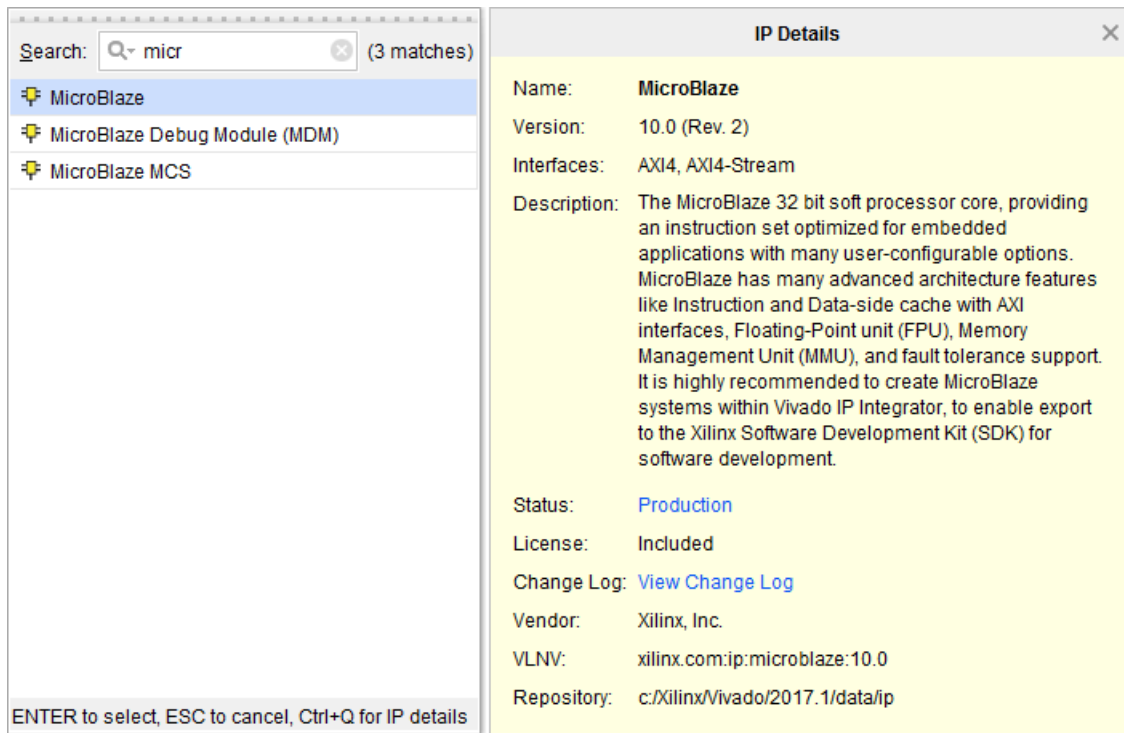 Search: micr (3 matches)
MicroBlaze
MicroBlaze Debug Module (MDM)
MicroBlaze MCS
ENTER to select, ESC to cancel, Ctrl+Q for IP details
IP Details
Name: MicroBlaze
Version: 10.0 (Rev. 2)
Interfaces: AXI4, AXI4-Stream
Description: The MicroBlaze 32 bit soft processor core, providing
an instruction set optimized for embedded
applications with many user-configurable options.
MicroBlaze has many advanced architecture features
like Instruction and Data-side cache with AXI
interfaces, Floating-Point unit (FPU), Memory
Management Unit (MMU), and fault tolerance support.
It is highly recommended to create MicroBlaze
systems within Vivado IP Integrator, to enable export
to the Xilinx Software Development Kit (SDK) for
software development.
Status: Production
License: Included
Change Log: View Change Log
Vendor: Xilinx, Inc.
VLNV: xilinx.com:ip:microblaze:10.0
Repository: c:/Xilinx/Vivado/2017.1/data/ip